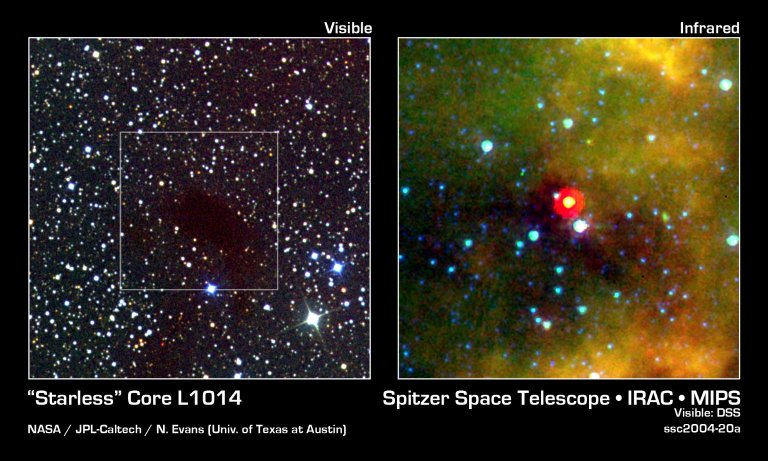 Visible
Infrared
“Starless” Core L1014
Spitzer Space Telescope • IRAC • MIPS
Visible: DSS
NASA / JPL-Caltech / N. Evans (Univ. of Texas at Austin)
ssc2004-20a